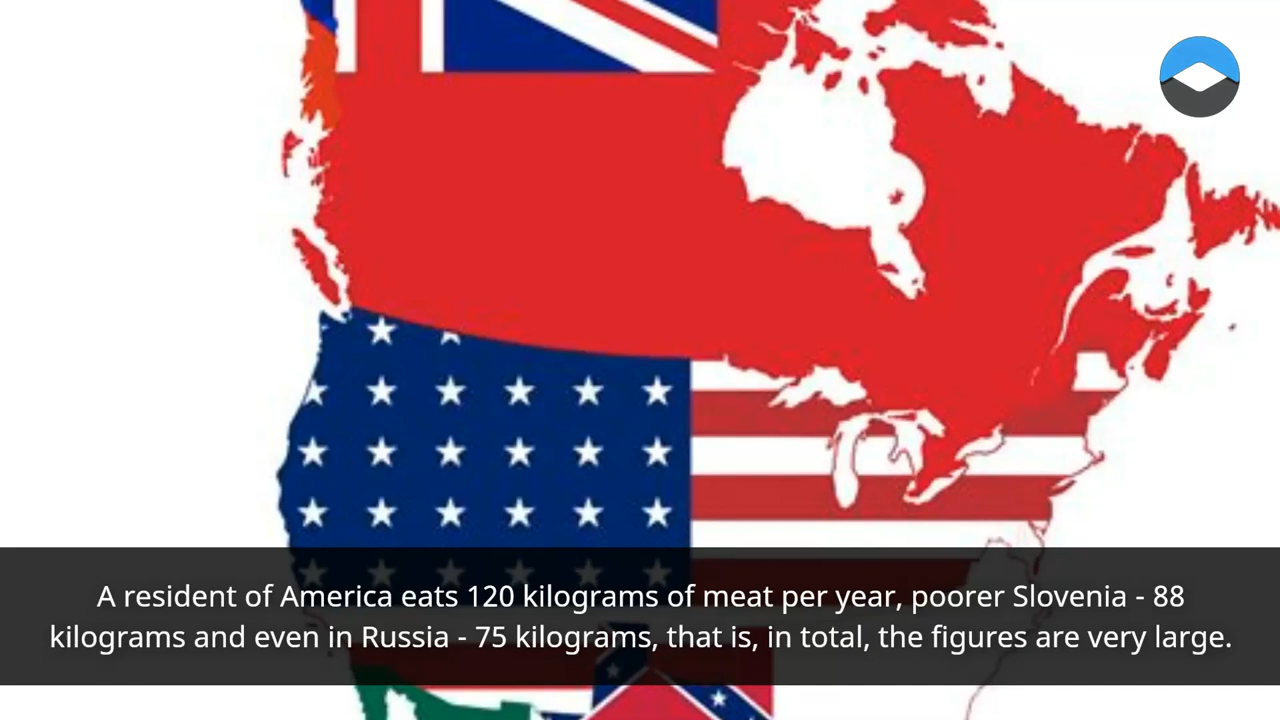 A resident of America eats 120 kilograms of meat per year, poorer Slovenia - 88
kilograms and even in Russia - 75 kilograms, that is, in total, the figures are very large.